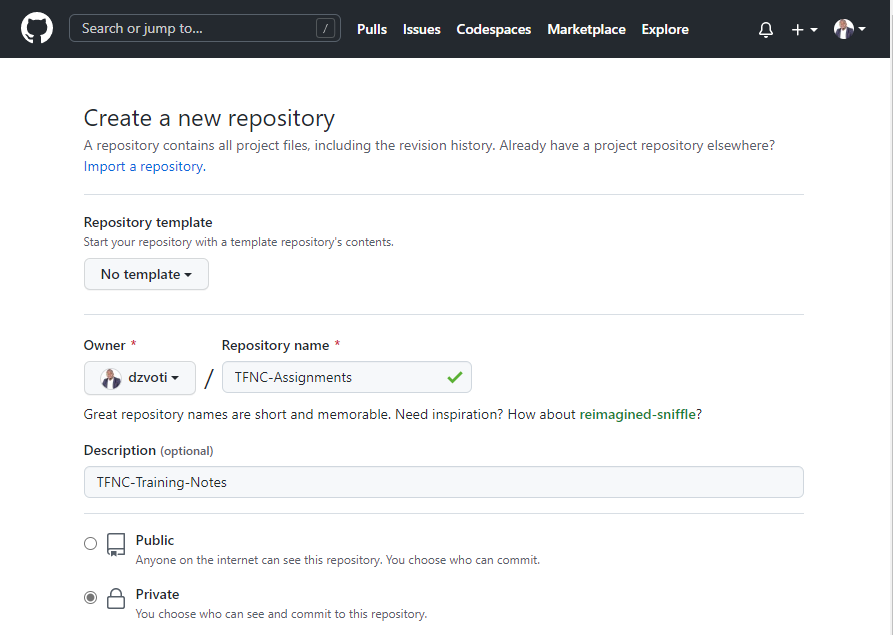 Search or jump to... / Pulls Issues Codespaces Marketplace Explore
Create a new repository
A repository contains all project files, including the revision history. Already have a project repository elsewhere?
Import a repository.
Repository template
Start your repository with a template repository's contents.
No template
Owner * Repository name *
dzvoti / TFNC-Assignments
Great repository names are short and memorable. Need inspiration? How about reimagined-sniffle?
Description (optional)
TFNC-Training-Notes
Public
Anyone on the internet can see this repository. You choose who can commit.
Private
You choose who can see and commit to this repository.